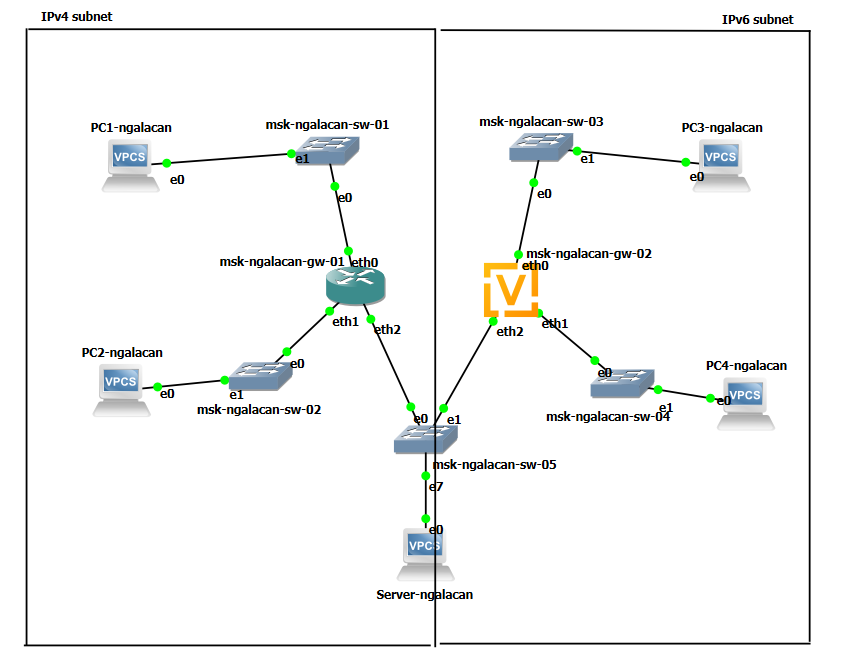 IPv4 subnet
IPv6 subnet
PC1-ngalacan
VPCS
e0
msk-ngalacan-sw-01
e1
e0
msk-ngalacan-sw-03
e1
e0
PC3-ngalacan
VPCS
e0
msk-ngalacan-gw-01
eth0
eth1
eth2
msk-ngalacan-gw-02
eth0
V
eth2
eth1
PC2-ngalacan
VPCS
e0
e0
e1
msk-ngalacan-sw-02
e0
e1
msk-ngalacan-sw-04
PC4-ngalacan
VPCS
e0
e0
e1
msk-ngalacan-sw-05
e7
e0
VPCS
Server-ngalacan